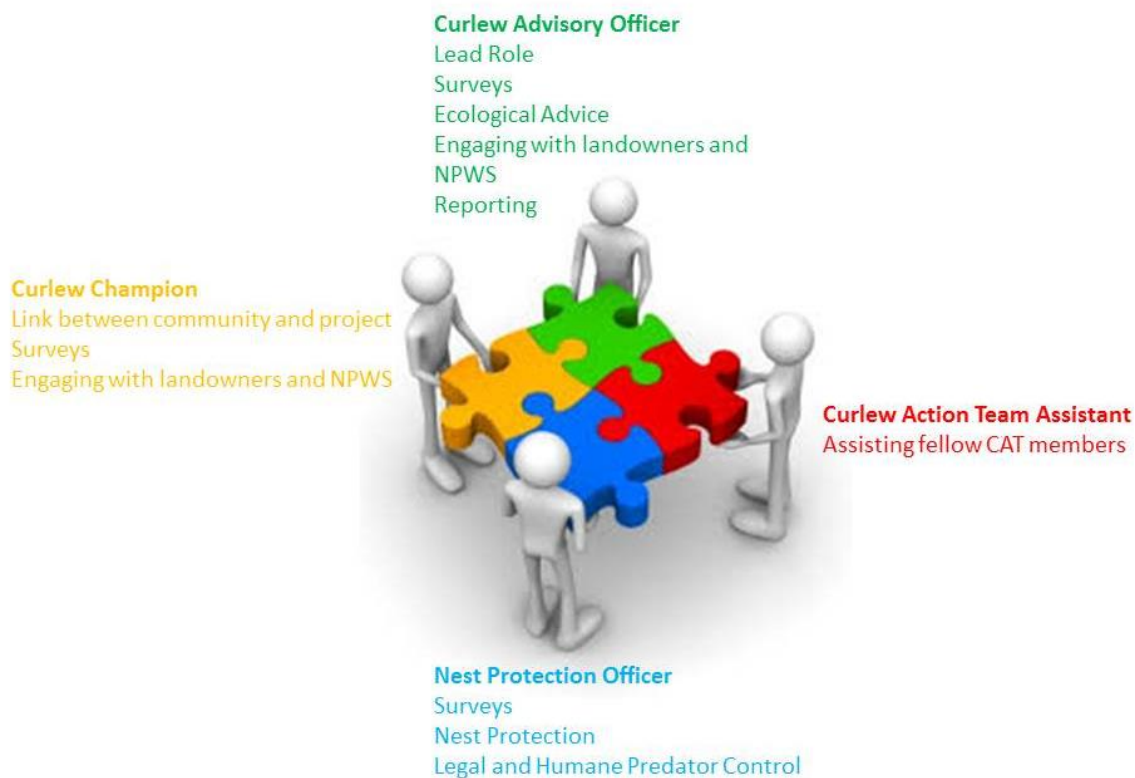 Curlew Advisory Officer
Lead Role
Surveys
Ecological Advice
Engaging with landowners and
NPWS
Reporting
Curlew Champion
Link between community and project
Surveys
Engaging with landowners and NPWS
Curlew Action Team Assistant
Assisting fellow CAT members
Nest Protection Officer
Surveys
Nest Protection
Legal and Humane Predator Control